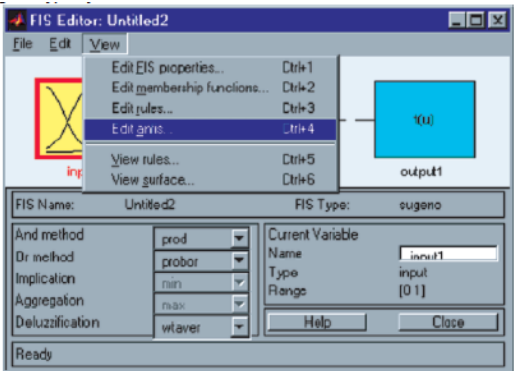 FIS Editor: Untitled2
File Edit View
Edit FIS properties... Ctrl+1
Edit membership functions... Ctrl+2
Edit rules... Ctrl+3
Edit anfis... Ctrl+4
View rules... Ctrl+5
View surface... Ctrl+6
f(u)
output1
FIS Name: Untitled2 FIS Type: sugeno
And method prod
Or method probor
Implication min
Aggregation max
Defuzzification wtaver
Current Variable
Name input1
Type input
Range [0 1]
Help Close
Ready